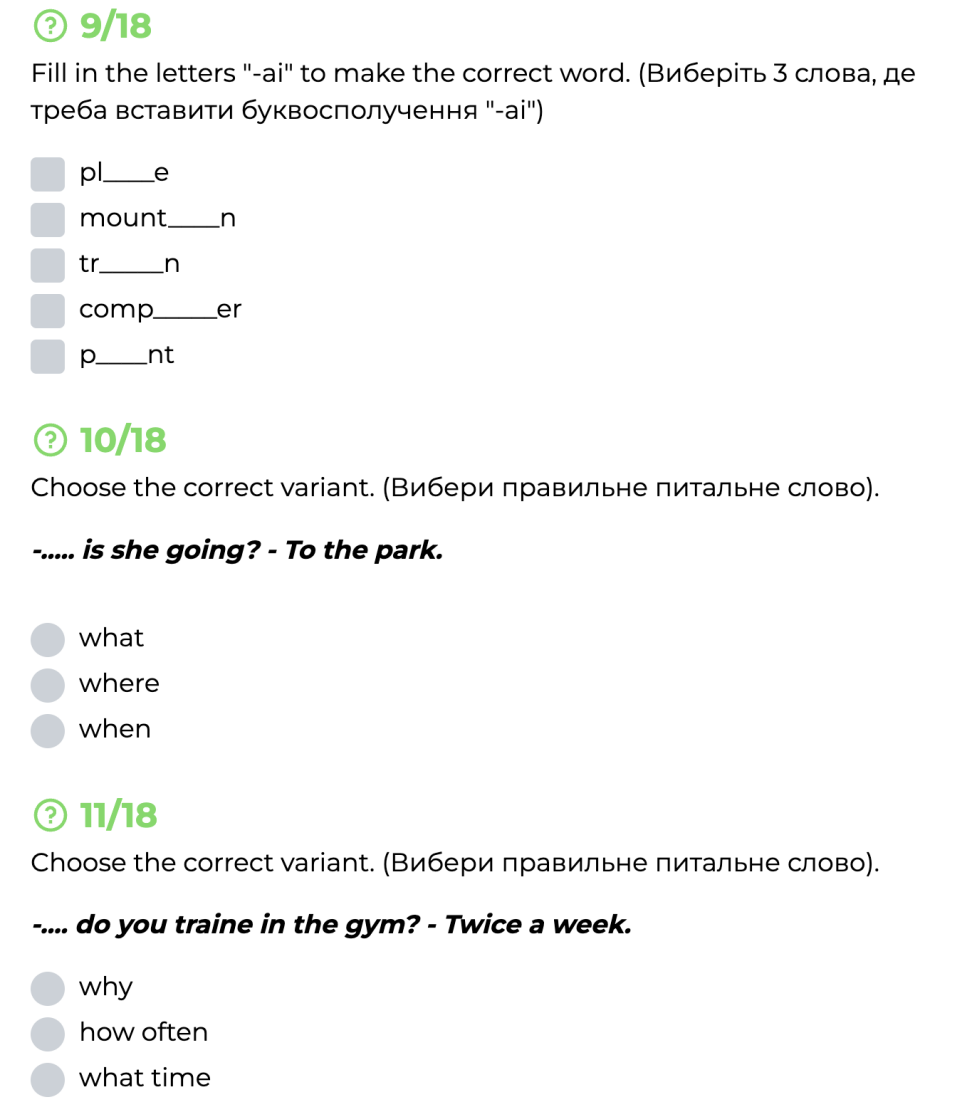 9/18
Fill in the letters "-ai" to make the correct word. (Виберіть 3 слова, де
треба вставити буквосполучення "-ai")
pl____e
mount____n
tr_____n
comp_____er
p____nt
10/18
Choose the correct variant. (Вибери правильне питальне слово).
-..... is she going? - To the park.
what
where
when
11/18
Choose the correct variant. (Вибери правильне питальне слово).
-.... do you traine in the gym? - Twice a week.
why
how often
what time